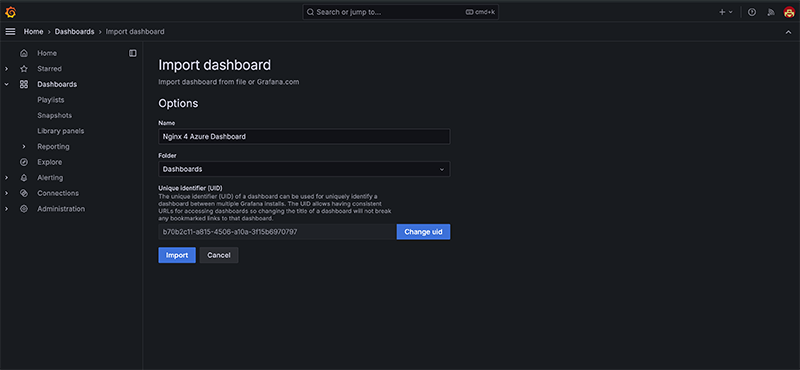 Search or jump to...
cmd+k
Home > Dashboards > Import dashboard
Home
Starred
Dashboards
Playlists
Snapshots
Library panels
Reporting
Explore
Alerting
Connections
Administration
Import dashboard
Import dashboard from file or Grafana.com
Options
Name
Nginx 4 Azure Dashboard
Folder
Dashboards
Unique identifier (UID)
The unique identifier (UID) of a dashboard can be used for uniquely identify a
dashboard between multiple Grafana installs. The UID allows having consistent
URLs for accessing dashboards so changing the title of a dashboard will not break
any bookmarked links to that dashboard.
b70b2c11-a815-4506-a10a-3f15b6970797
Change uid
Import
Cancel